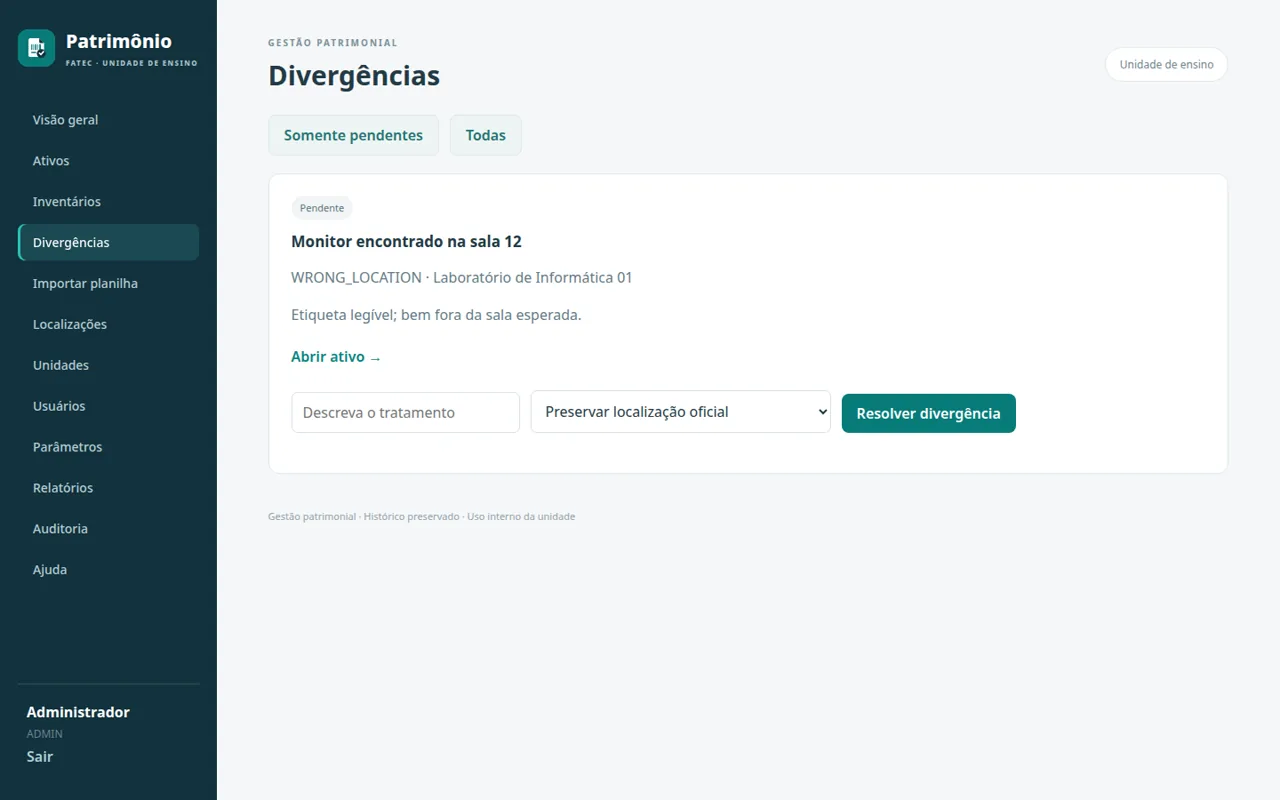 Patrimônio
FATEC · UNIDADE DE ENSINO
Visão geral
Ativos
Inventários
Divergências
Importar planilha
Localizações
Unidades
Usuários
Parâmetros
Relatórios
Auditoria
Ajuda
Administrador
ADMIN
Sair
GESTÃO PATRIMONIAL
Divergências
Unidade de ensino
Somente pendentes
Todas
Pendente
Monitor encontrado na sala 12
WRONG_LOCATION · Laboratório de Informática 01
Etiqueta legível; bem fora da sala esperada.
Abrir ativo →
Descreva o tratamento
Preservar localização oficial
Resolver divergência
Gestão patrimonial · Histórico preservado · Uso interno da unidade